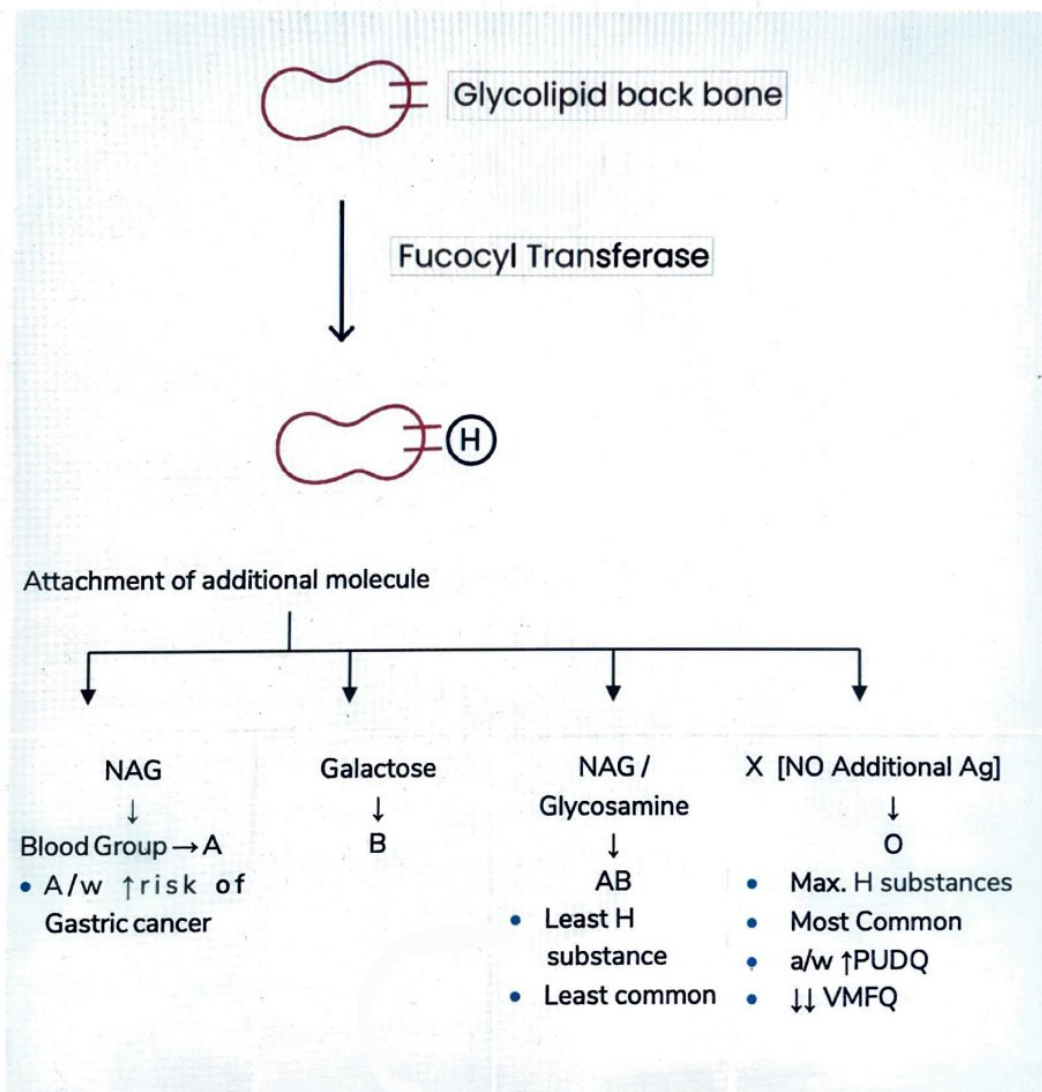 Glycolipid back bone
Fucocyl Transferase
H
Attachment of additional molecule
NAG
↓
Blood Group → A
• A/w ↑risk of
Gastric cancer
Galactose
↓
B
NAG /
Glycosamine
↓
AB
• Least H
substance
• Least common
X [NO Additional Ag]
↓
O
• Max. H substances
• Most Common
• a/w ↑PUDQ
• ↓↓ VMFQ